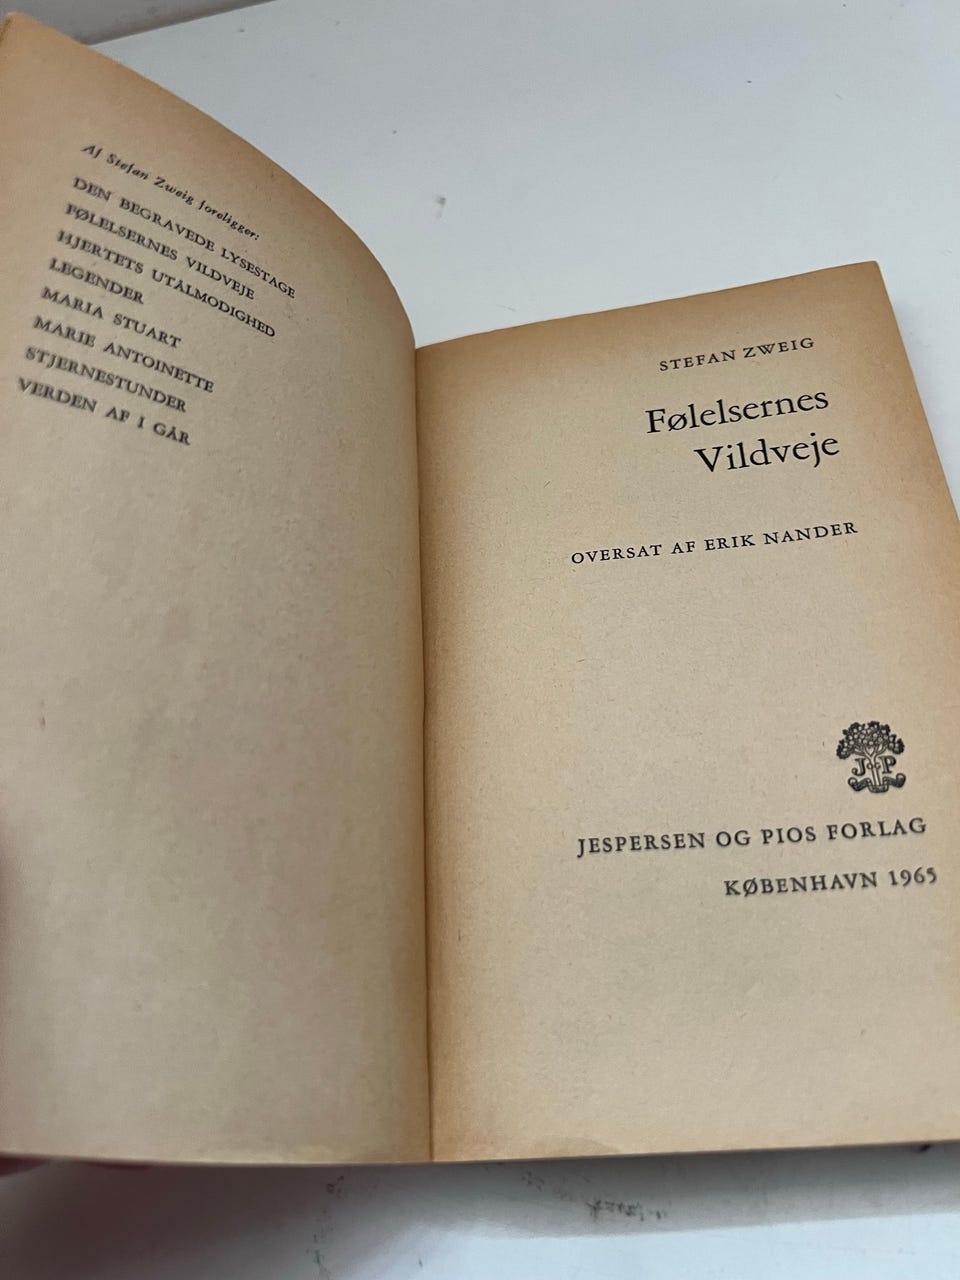 Af Stefan Zweig foreligger:
DEN BEGRAVEDE LYSESTAGE
FØLELSERNES VILDVEJE
HJERTETS UTÅLMODIGHED
LEGENDER
MARIA STUART
MARIE ANTOINETTE
STJERNESTUNDER
VERDEN AF I GÅR
STEFAN ZWEIG
Følelsernes
Vildveje
OVERSAT AF ERIK NANDER
J P
JESPERSEN OG PIOS FORLAG
KØBENHAVN 1965